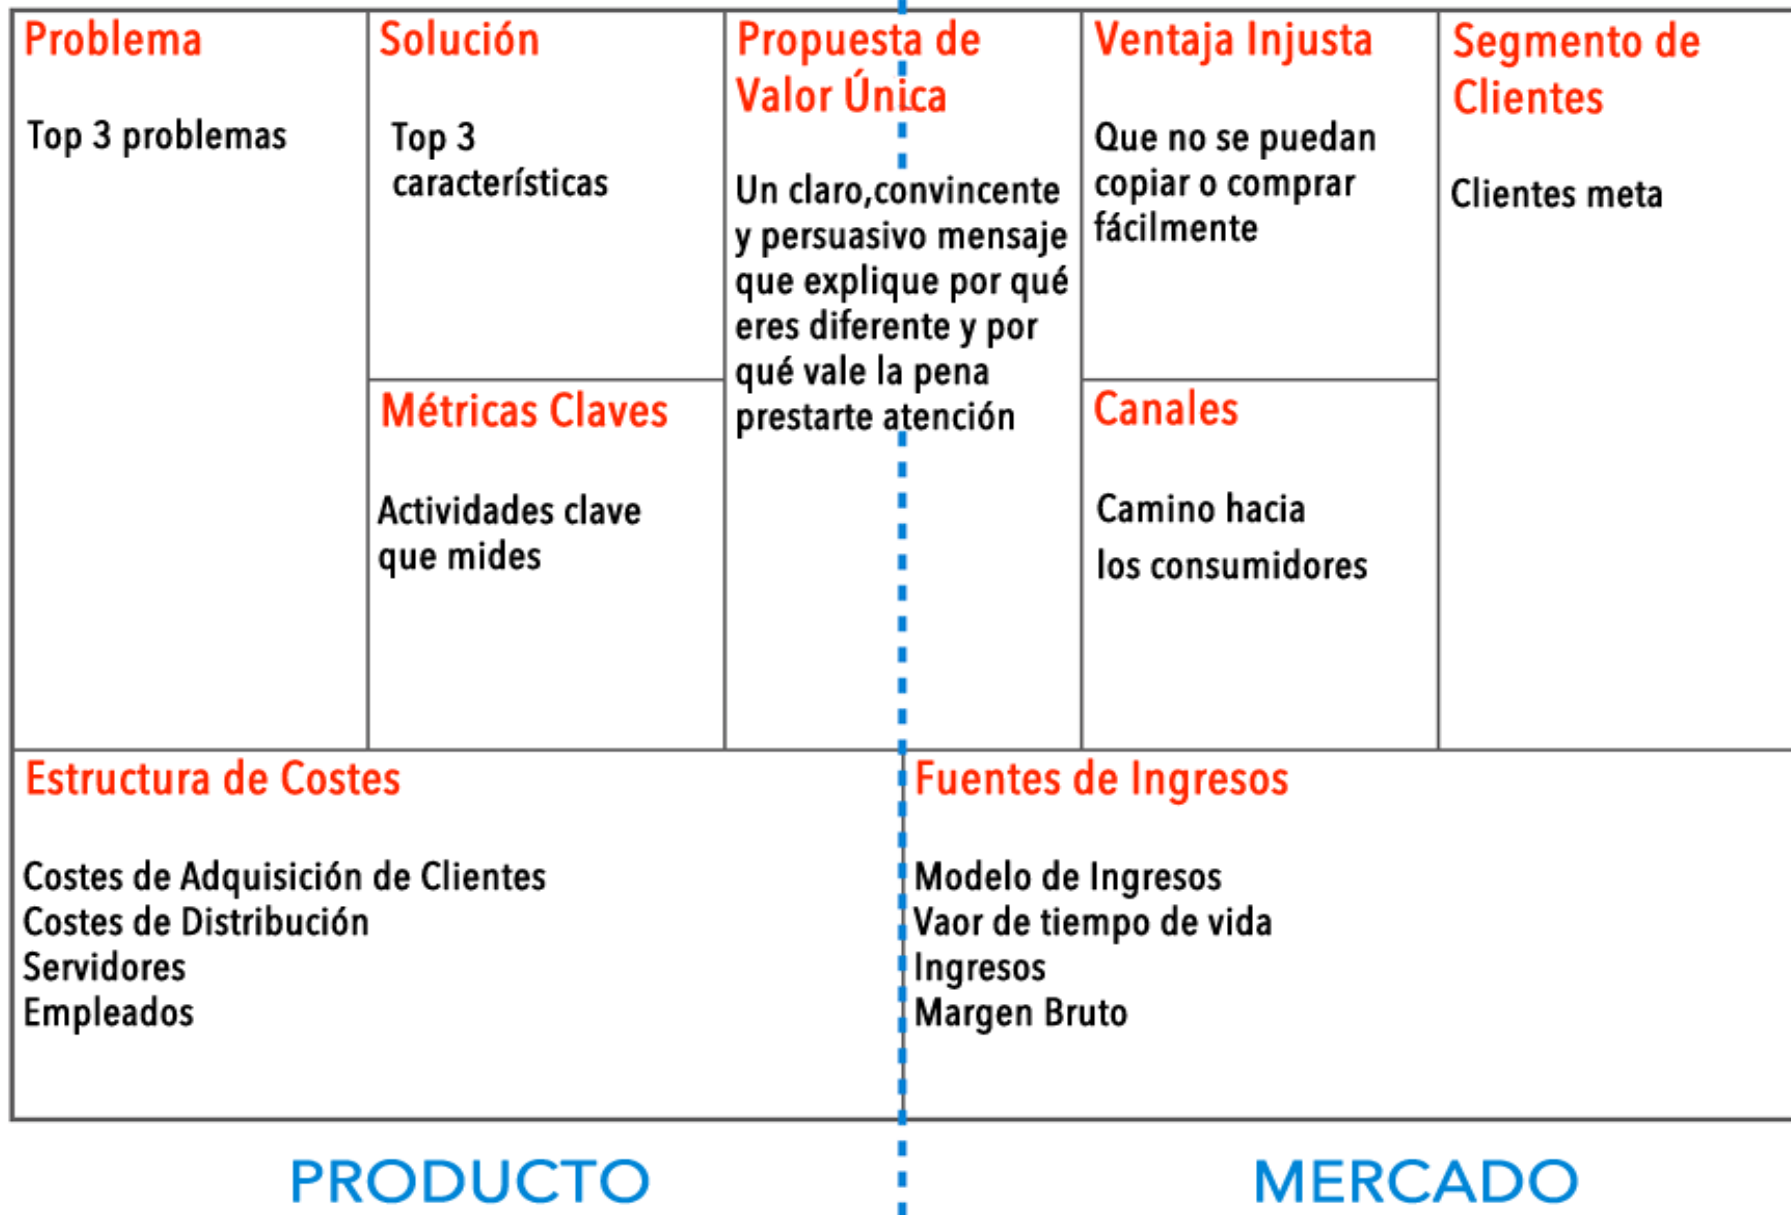 Problema
Top 3 problemas
Solución
Top 3
características
Métricas Claves
Actividades clave
que mides
Propuesta de
Valor Única
Un claro,convincente
y persuasivo mensaje
que explique por qué
eres diferente y por
qué vale la pena
prestarte atención
Ventaja Injusta
Que no se puedan
copiar o comprar
fácilmente
Canales
Camino hacia
los consumidores
Segmento de
Clientes
Clientes meta
Estructura de Costes
Costes de Adquisición de Clientes
Costes de Distribución
Servidores
Empleados
Fuentes de Ingresos
Modelo de Ingresos
Vaor de tiempo de vida
Ingresos
Margen Bruto
PRODUCTO
MERCADO